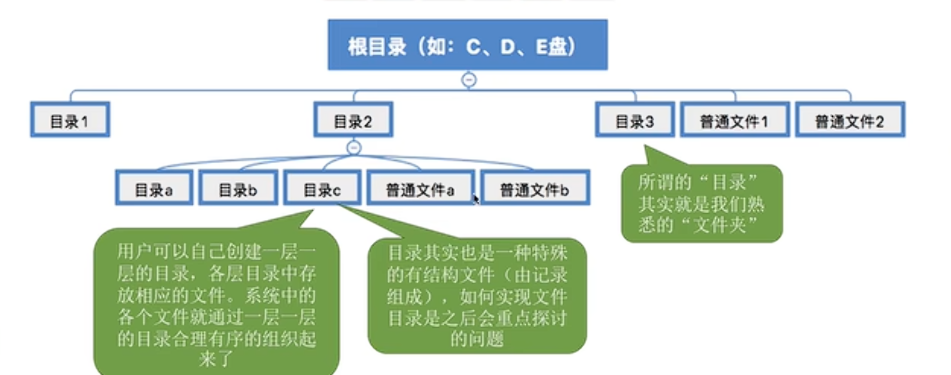 根目录（如：C、D、E盘）
目录1
目录2
目录3
普通文件1
普通文件2
目录a
目录b
目录c
普通文件a
普通文件b
所谓的“目录”
其实就是我们熟
悉的“文件夹”
用户可以自己创建一层一
层的目录，各层目录中存
放相应的文件。系统中的
各个文件就通过一层一层
的目录合理有序的组织起
来了
目录其实也是一种特殊
的有结构文件（由记录
组成），如何实现文件
目录是之后会重点探讨
的问题